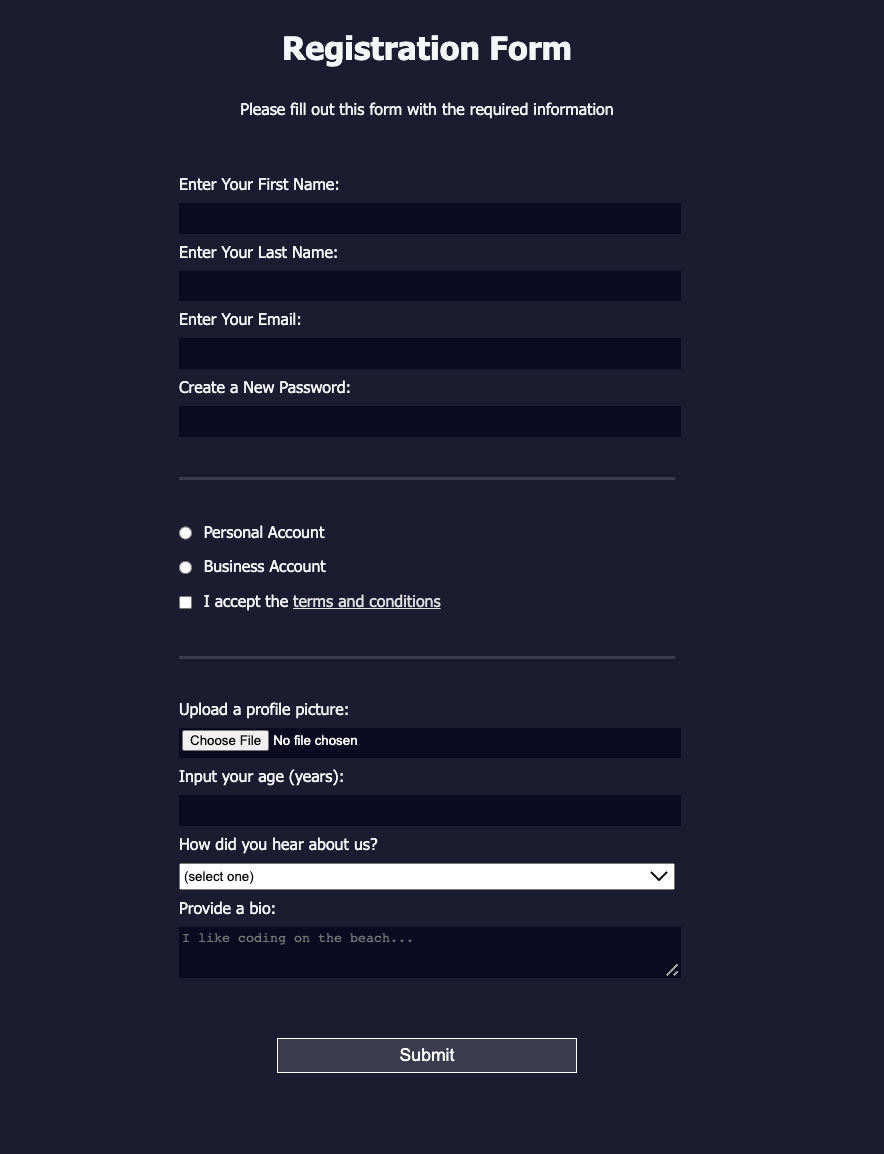 Registration Form
Please fill out this form with the required information
Enter Your First Name:
Enter Your Last Name:
Enter Your Email:
Create a New Password:
Personal Account
Business Account
I accept the terms and conditions
Upload a profile picture:
Choose File No file chosen
Input your age (years):
How did you hear about us?
(select one)
Provide a bio:
I like coding on the beach...
Submit